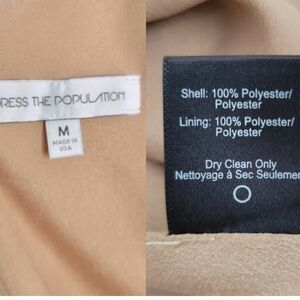 RESS THE POPULATION
M
MADE IN
USA
Shell: 100% Polyester/
Polyester
Lining: 100% Polyester/
Polyester
Dry Clean Only
Nettoyage à Sec Seulemen